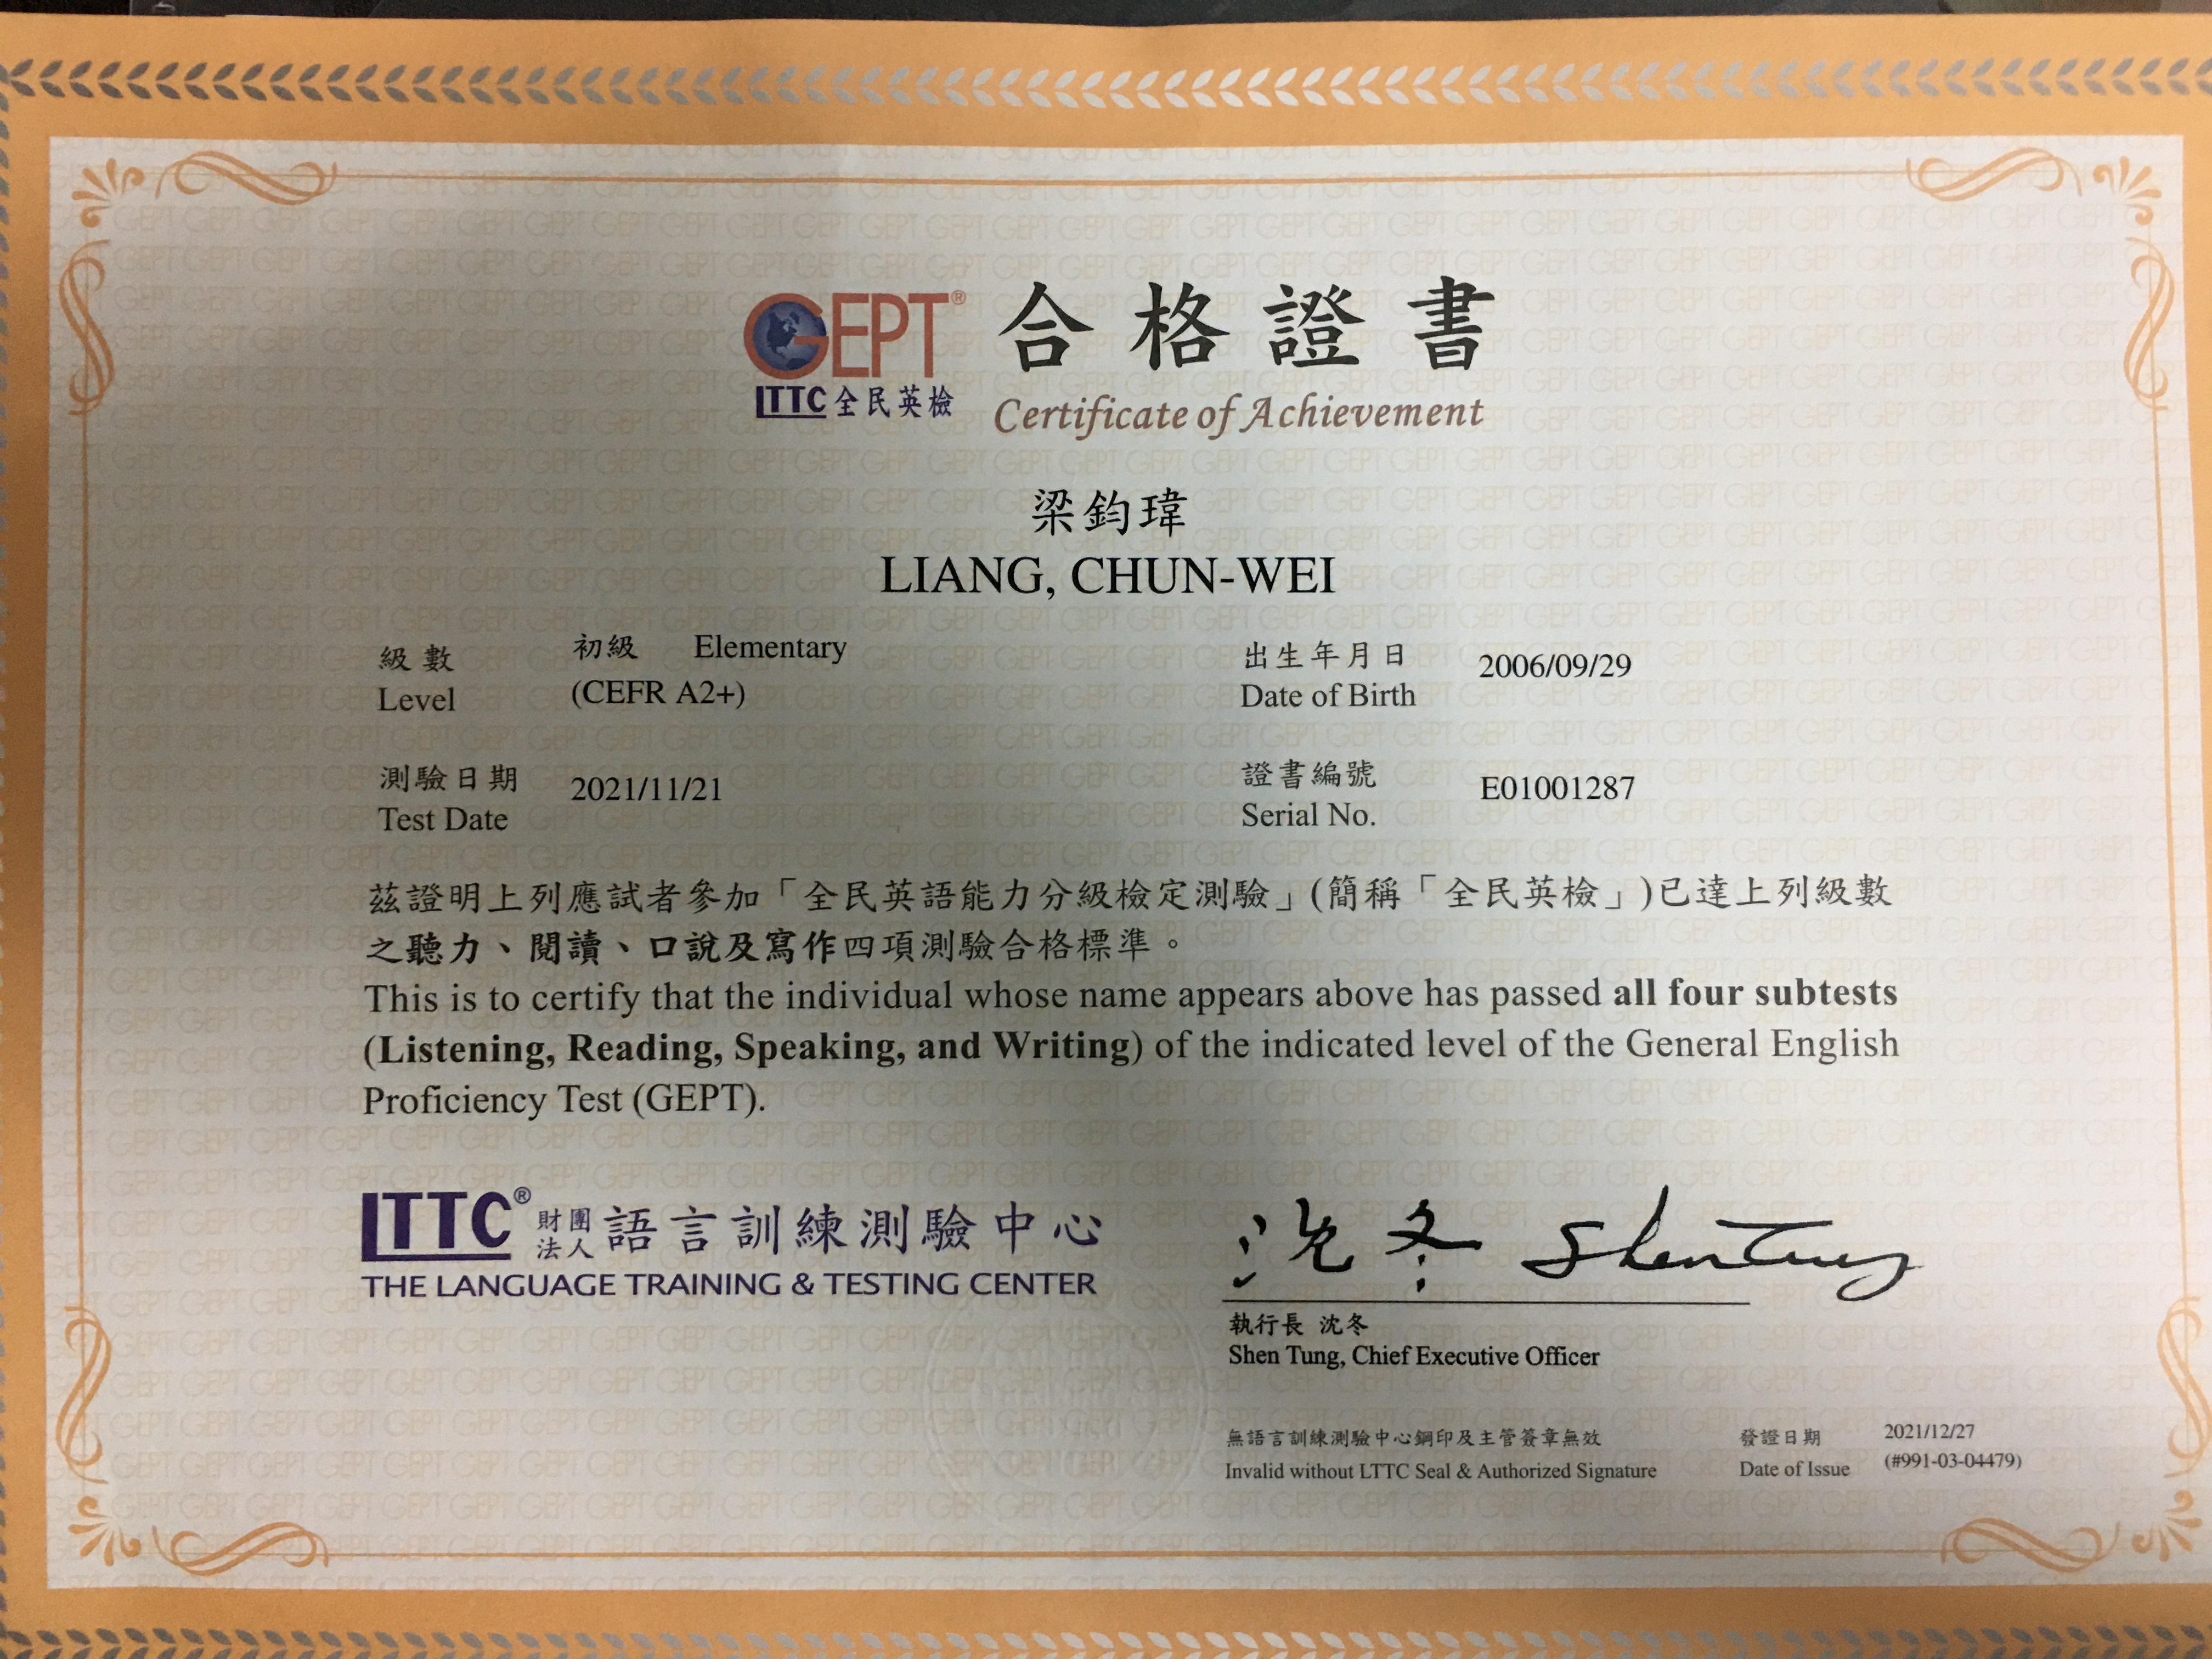 GEPT® 合格證書
LTTC 全民英檢 Certificate of Achievement
梁鈞瑋
LIANG, CHUN-WEI
級數 初級 Elementary 出生年月日 2006/09/29
Level (CEFR A2+) Date of Birth
測驗日期 2021/11/21 證書編號 E01001287
Test Date Serial No.
茲證明上列應試者參加「全民英語能力分級檢定測驗」(簡稱「全民英檢」)已達上列級數
之聽力、閱讀、口說及寫作四項測驗合格標準。
This is to certify that the individual whose name appears above has passed all four subtests
(Listening, Reading, Speaking, and Writing) of the indicated level of the General English
Proficiency Test (GEPT).
LTTC® 財團法人 語言訓練測驗中心
THE LANGUAGE TRAINING & TESTING CENTER
沈冬 Shen Tung
執行長 沈冬
Shen Tung, Chief Executive Officer
無語言訓練測驗中心鋼印及主管簽章無效 發證日期 2021/12/27
Invalid without LTTC Seal & Authorized Signature Date of Issue (#991-03-04479)